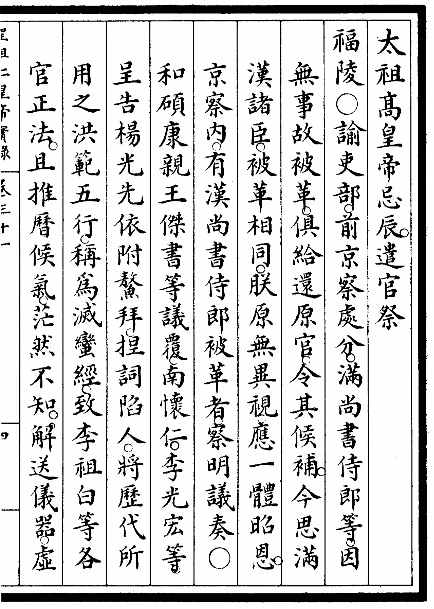 太祖高皇帝忌辰。遣官祭
福陵○諭吏部。前京察處分。滿尚書侍郎等。因
無事故被革。俱給還原官。令其候補。今思滿
漢諸臣。被革相同。朕原無異視。應一體昭恩。
京察內。有漢尚書侍郎被革者。察明議奏○
和碩康親王傑書等議覆。南懷仁。李光宏等。
呈告楊光先依附鰲拜。揑詞陷人。將歷代所
用之洪範五行。稱為滅蠻經。致李祖白等各
官正法。且推曆候氣。茫然不知。解送儀器。虛
聖祖仁皇帝實錄
卷三十一
四